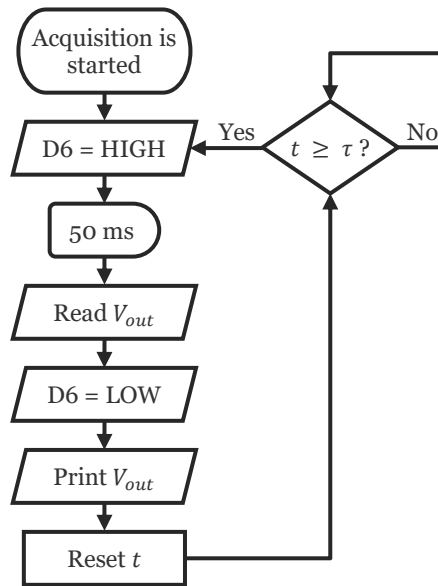 Acquisition is
started
D6 = HIGH
50 ms
Read V_out
D6 = LOW
Print V_out
Reset t
Yes
t ≥ τ ?
No